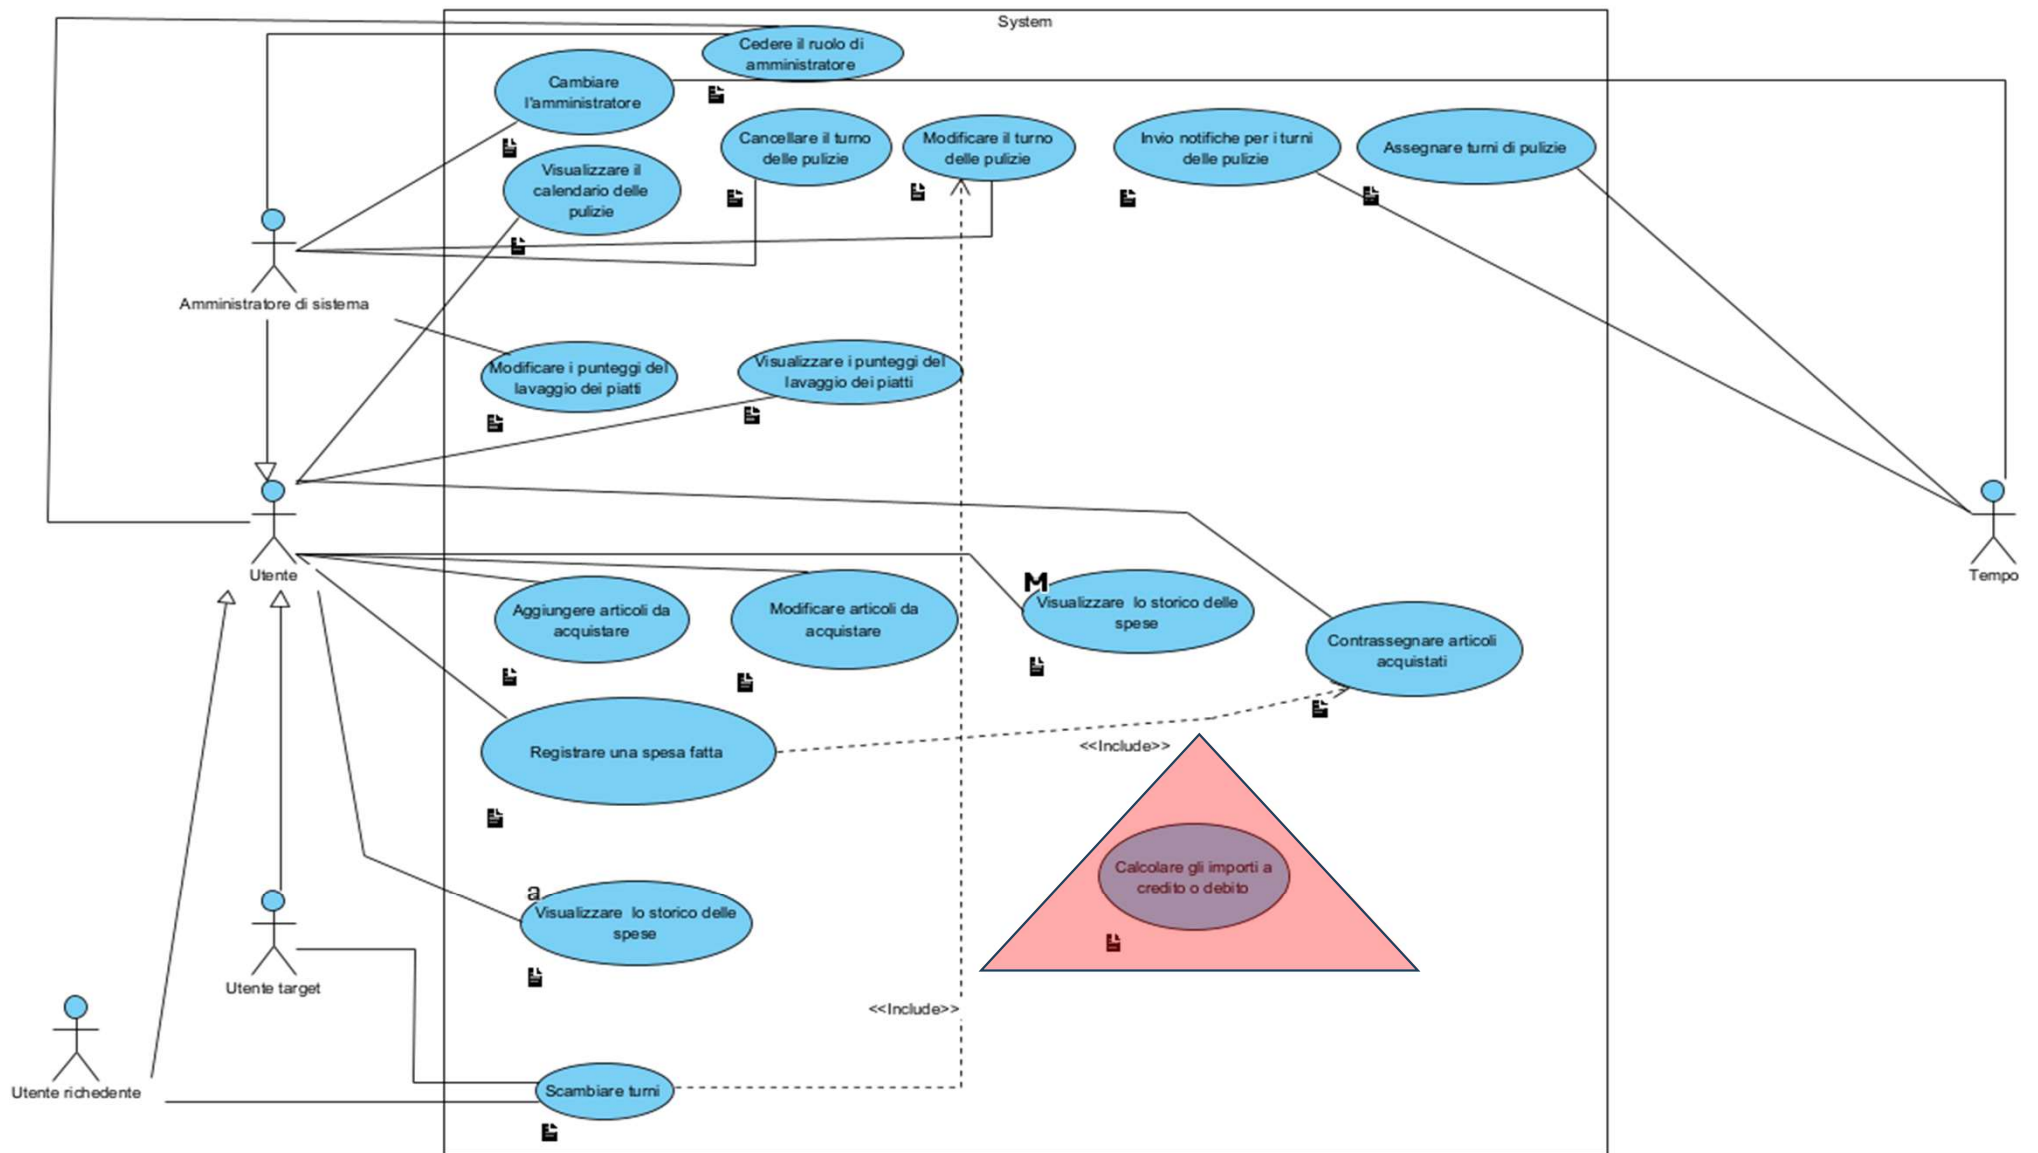 System
Cedere il ruolo di
amministratore
Cambiare
l'amministratore
Cancellare il turno
delle pulizie
Modificare il turno
delle pulizie
Invio notifiche per i turni
delle pulizie
Assegnare turni di pulizie
Visualizzare il
calendario delle
pulizie
Amministratore di sistema
Modificare i punteggi del
lavaggio dei piatti
Visualizzare i punteggi del
lavaggio dei piatti
Utente
Tempo
Aggiungere articoli da
acquistare
Modificare articoli da
acquistare
M
Visualizzare lo storico delle
spese
Contrassegnare articoli
acquistati
Registrare una spesa fatta
<<Include>>
Calcolare gli importi a
credito o debito
a
Visualizzare lo storico delle
spese
Utente target
<<Include>>
Utente richedente
Scambiare turni